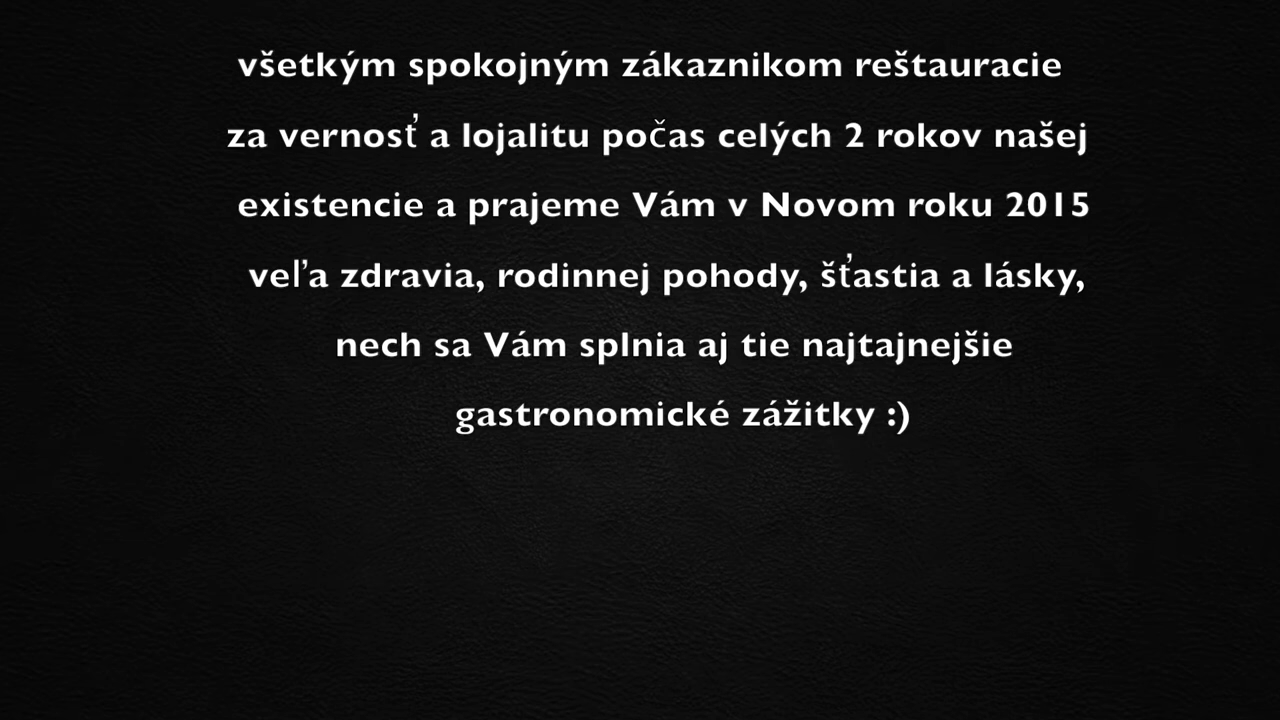 všetkým spokojným zákaznikom reštauracie
za vernosť a lojalitu počas celých 2 rokov našej
existencie a prajeme Vám v Novom roku 2015
veľa zdravia, rodinnej pohody, šťastia a lásky,
nech sa Vám splnia aj tie najtajnejšie
gastronomické zážitky :)